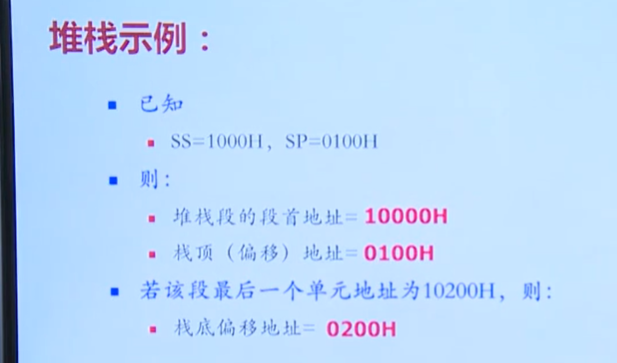 堆栈示例：
已知
SS=1000H，SP=0100H
则：
堆栈段的段首地址= 10000H
栈顶（偏移）地址= 0100H
若该段最后一个单元地址为10200H，则：
栈底偏移地址= 0200H